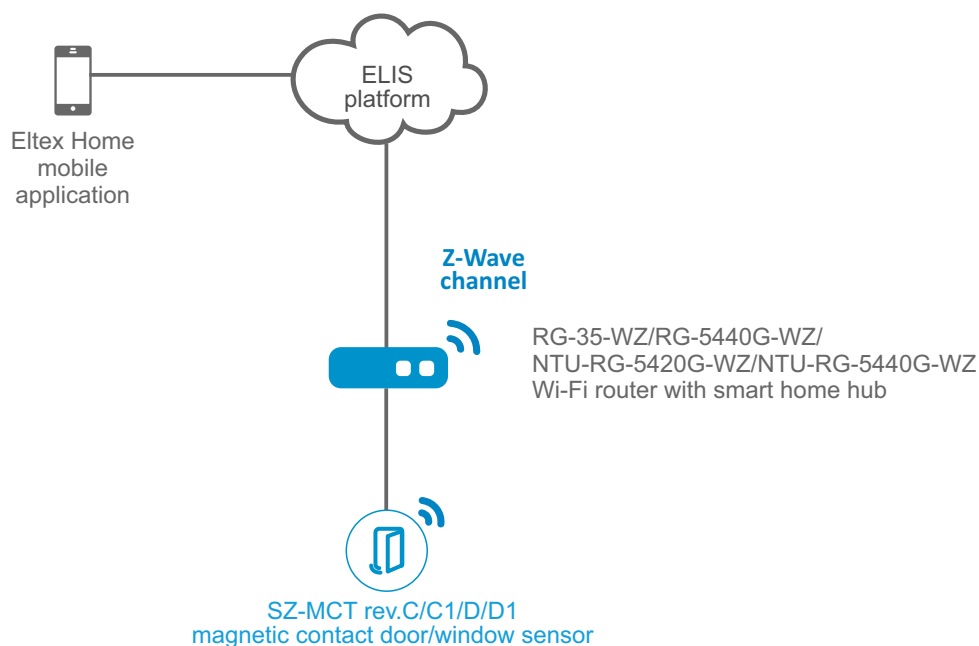 ELIS
platform
Eltex Home
mobile
application
Z-Wave
channel
RG-35-WZ/RG-5440G-WZ/
NTU-RG-5420G-WZ/NTU-RG-5440G-WZ
Wi-Fi router with smart home hub
SZ-MCT rev.C/C1/D/D1
magnetic contact door/window sensor